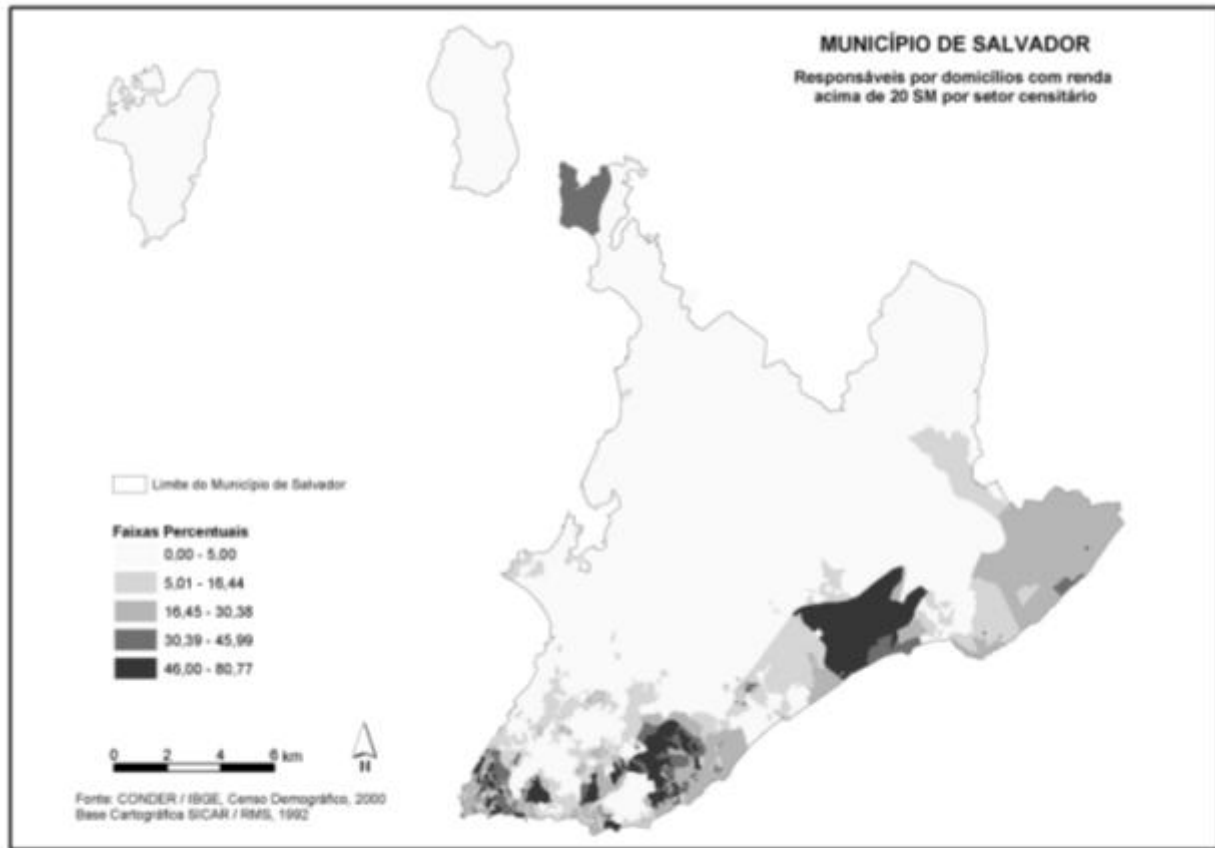 MUNICÍPIO DE SALVADOR
Responsáveis por domicílios com renda
acima de 20 SM por setor censitário
Limite do Município de Salvador
Faixas Percentuais
0,00 - 5,00
5,01 - 16,44
16,45 - 30,38
30,39 - 45,99
46,00 - 80,77
0 2 4 6 km
N
Fonte: CONDER / IBGE, Censo Demográfico, 2000
Base Cartográfica SICAR / RMS, 1992